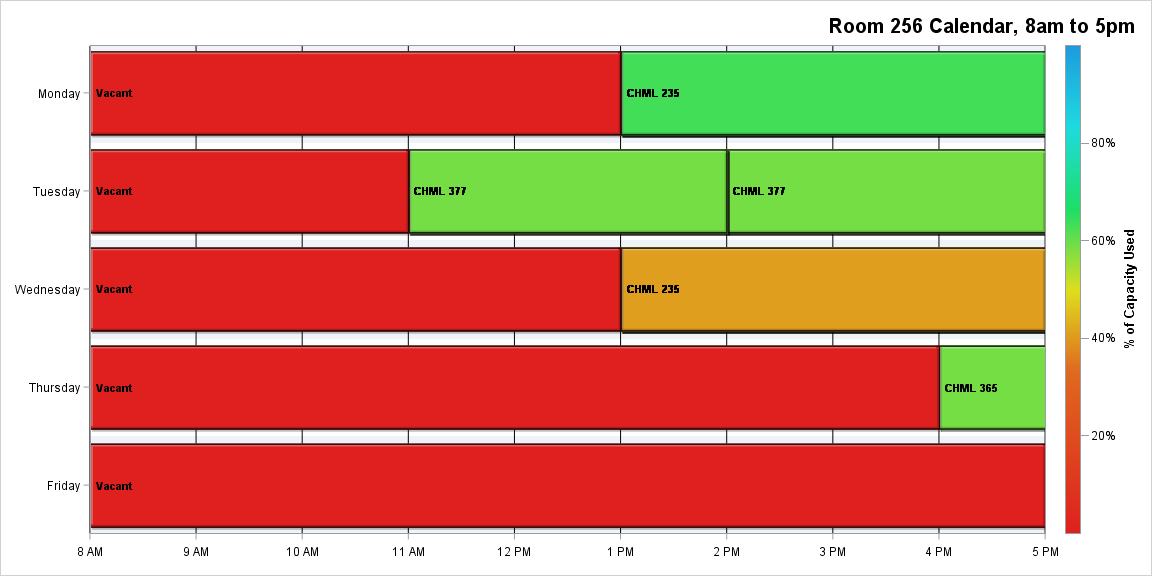 Room 256 Calendar, 8am to 5pm
Monday
Vacant
CHML 235
Tuesday
Vacant
CHML 377
CHML 377
Wednesday
Vacant
CHML 235
Thursday
Vacant
CHML 365
Friday
Vacant
8 AM
9 AM
10 AM
11 AM
12 PM
1 PM
2 PM
3 PM
4 PM
5 PM
80%
60%
40%
20%
% of Capacity Used